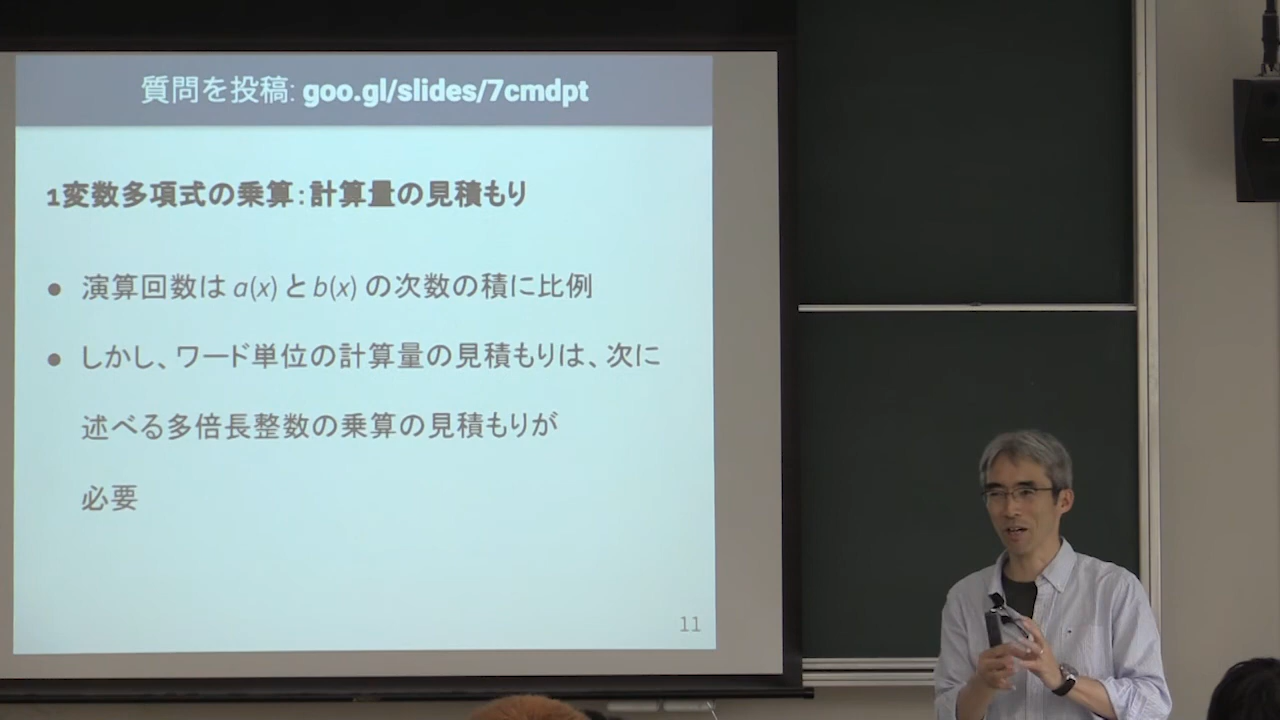 質問を投稿: goo.gl/slides/7cmdpt
1変数多項式の乗算：計算量の見積もり
● 演算回数は a(x) と b(x) の次数の積に比例
● しかし、ワード単位の計算量の見積もりは、次に
述べる多倍長整数の乗算の見積もりが
必要
11